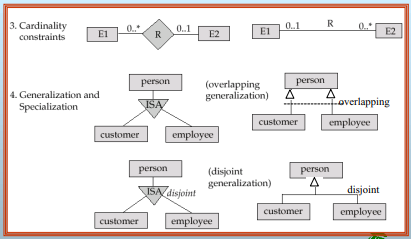 3. Cardinality
constraints
E1 0..* R 0..1 E2
E1 0..1 R 0..* E2
4. Generalization and
Specialization
person
ISA
customer employee
(overlapping
generalization)
person
overlapping
customer employee
person
ISA disjoint
customer employee
(disjoint
generalization)
person
disjoint
customer employee